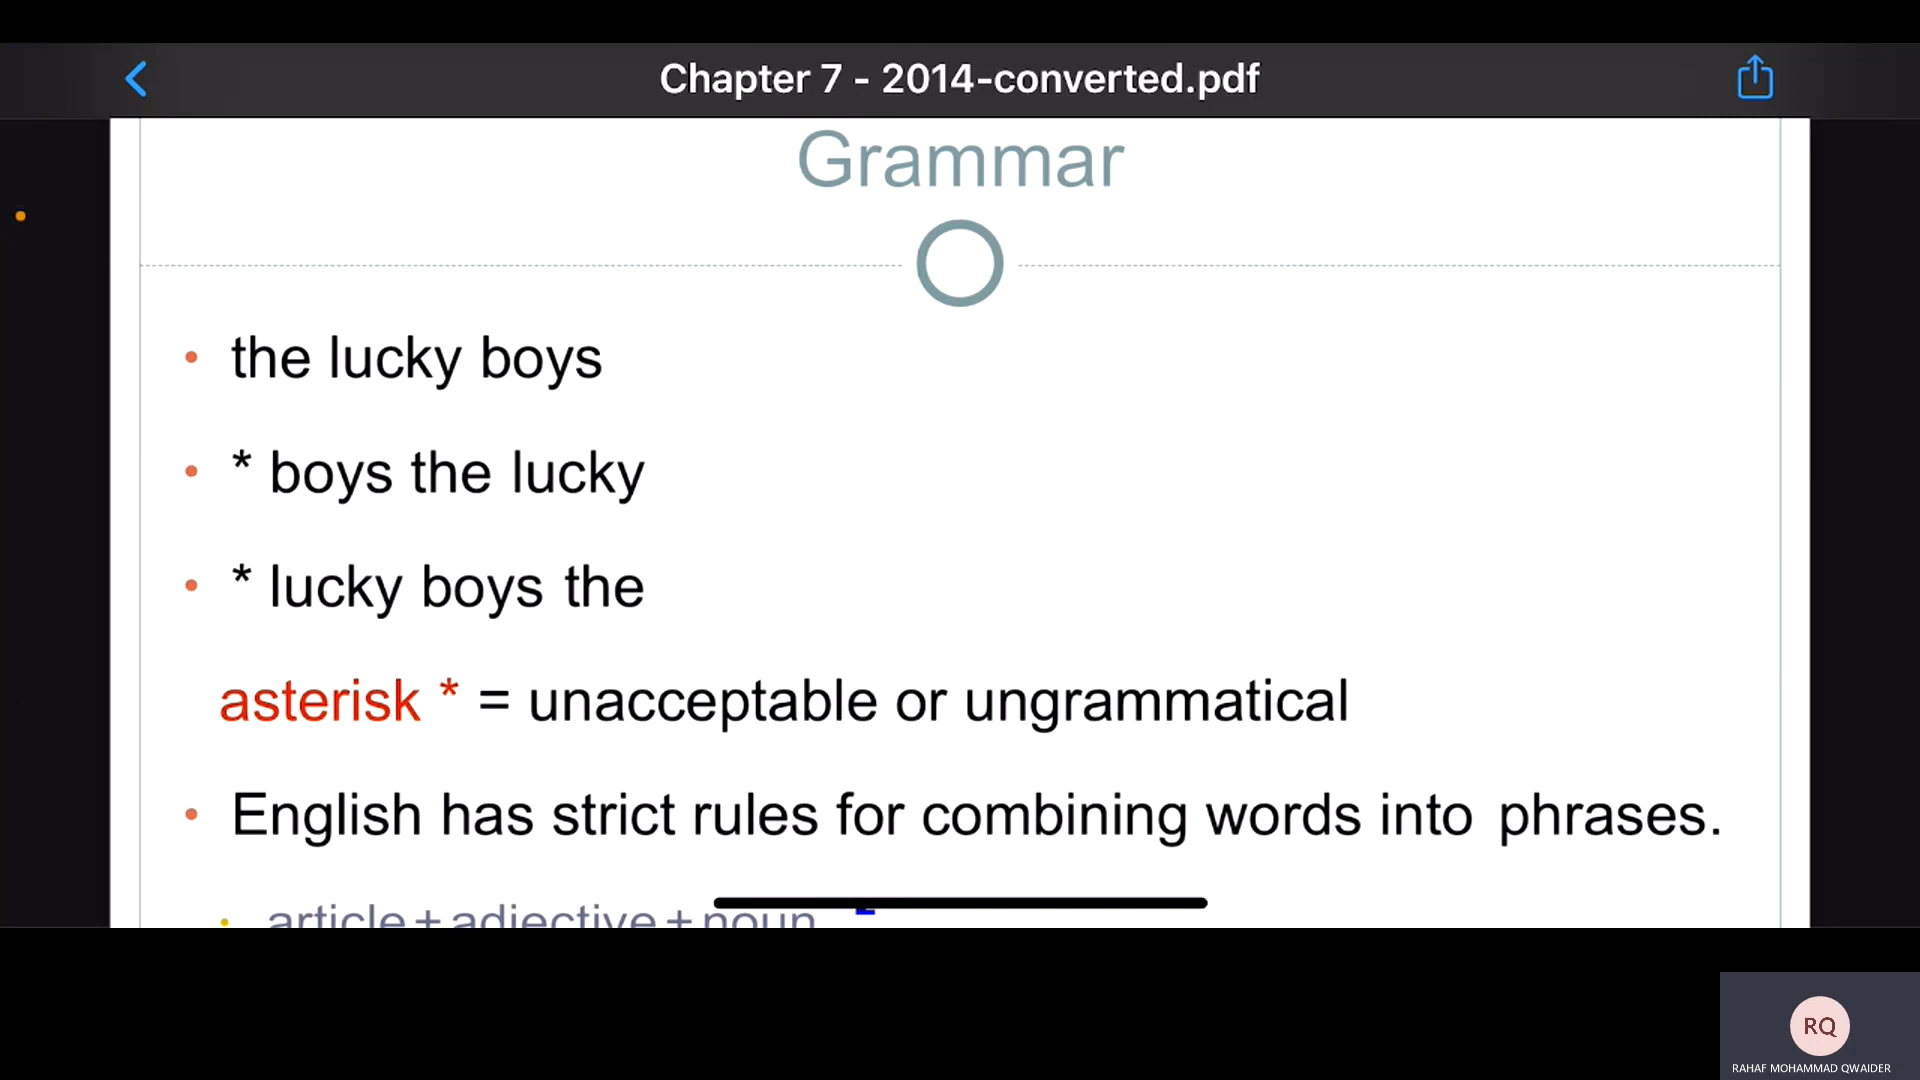 Chapter 7 - 2014-converted.pdf
Grammar
• the lucky boys
• * boys the lucky
• * lucky boys the
asterisk * = unacceptable or ungrammatical
• English has strict rules for combining words into phrases.
• article + adjective + noun
RQ
RAHAF MOHAMMAD QWAIDER